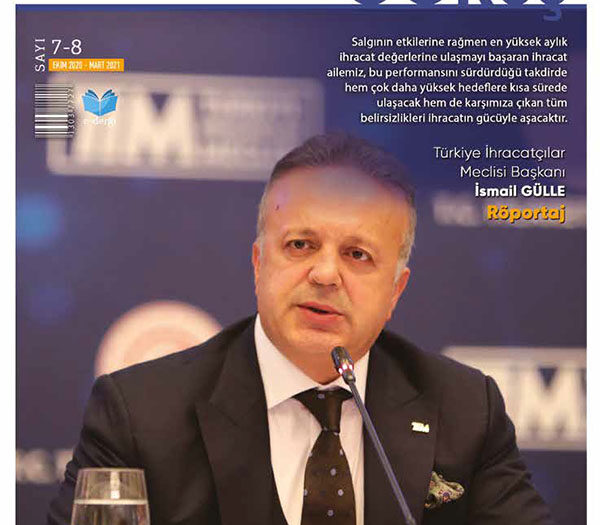 SAYI
7-8
EKİM 2020 - MART 2021
e-dergi
Salgının etkilerine rağmen en yüksek aylık
ihracat değerlerine ulaşmayı başaran ihracat
ailemiz, bu performansını sürdürdüğü takdirde
hem çok daha yüksek hedeflere kısa sürede
ulaşacak hem de karşımıza çıkan tüm
belirsizlikleri ihracatın gücüyle aşacaktır.
Türkiye İhracatçılar
Meclisi Başkanı
İsmail GÜLLE
Röportaj